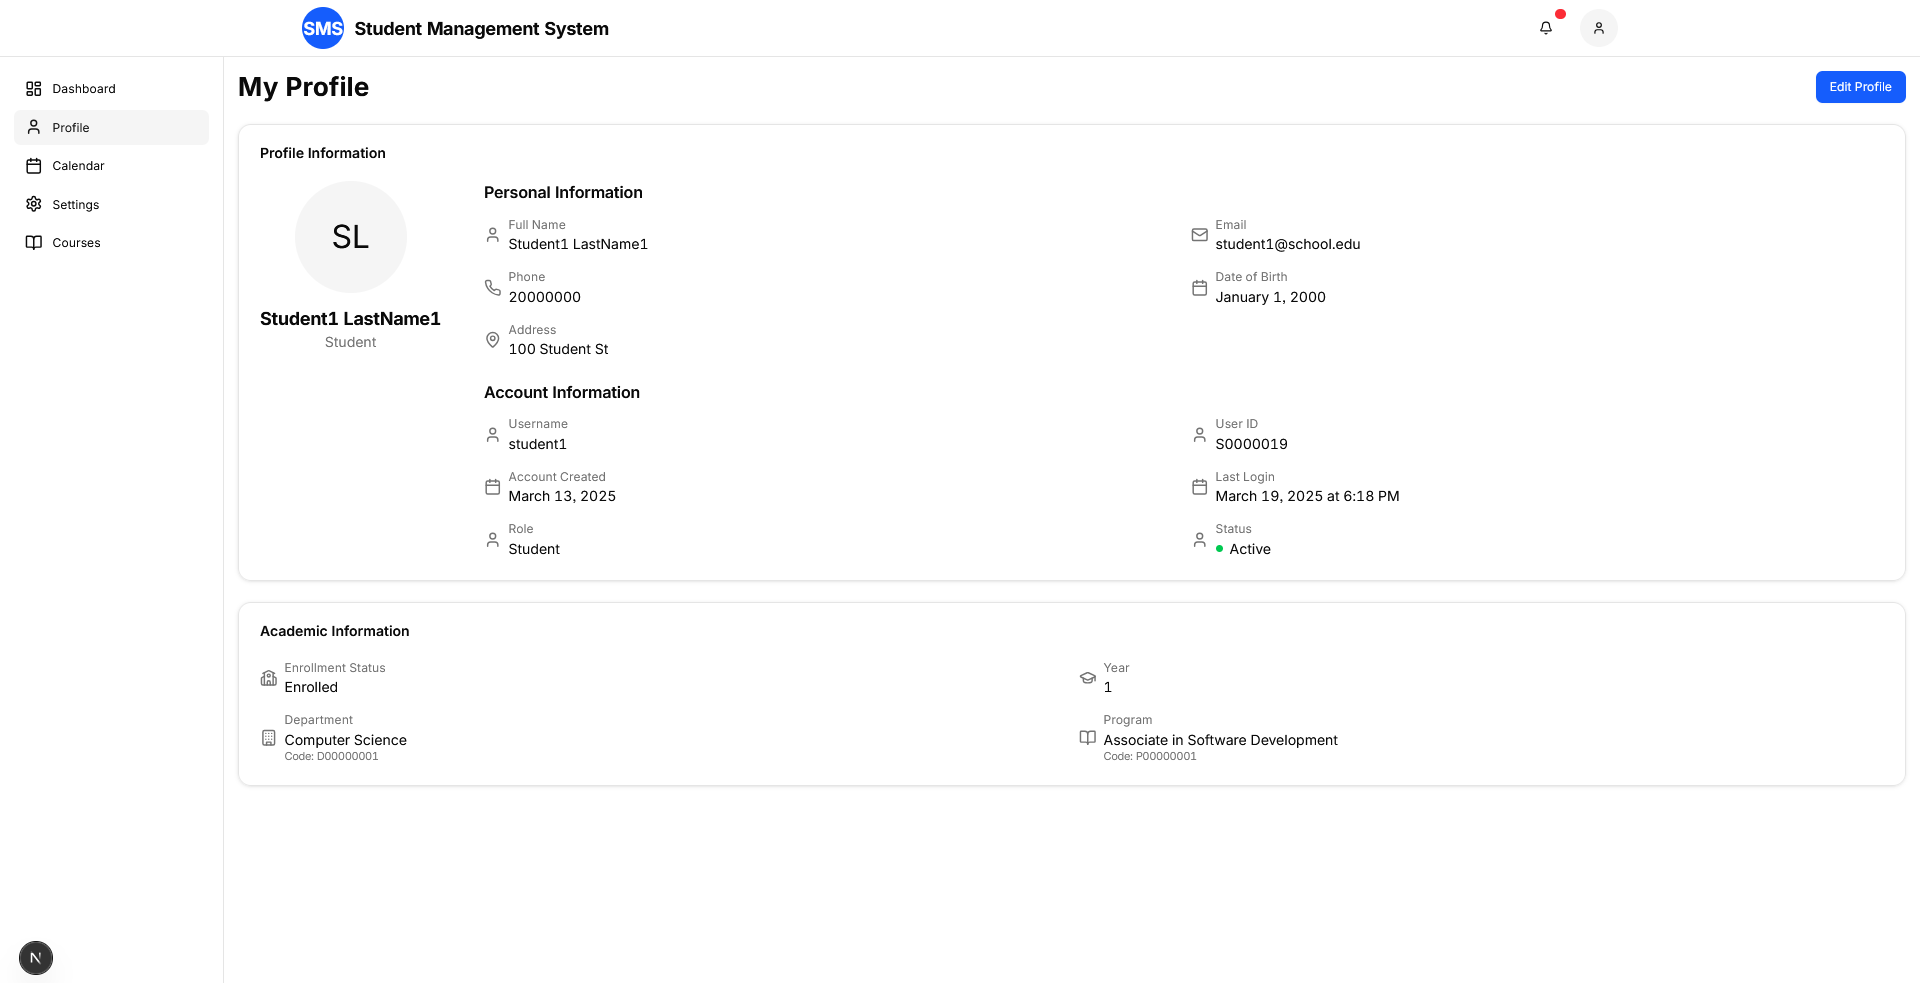 SMS Student Management System
Dashboard
Profile
Calendar
Settings
Courses
My Profile
Edit Profile
Profile Information
SL
Student1 LastName1
Student
Personal Information
Full Name
Student1 LastName1
Email
student1@school.edu
Phone
20000000
Date of Birth
January 1, 2000
Address
100 Student St
Account Information
Username
student1
User ID
S0000019
Account Created
March 13, 2025
Last Login
March 19, 2025 at 6:18 PM
Role
Student
Status
Active
Academic Information
Enrollment Status
Enrolled
Year
1
Department
Computer Science
Code: D00000001
Program
Associate in Software Development
Code: P00000001
N